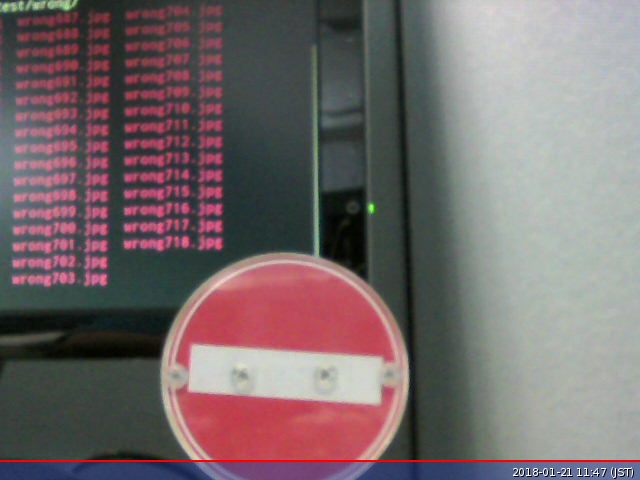 test/wrong/
wrong687.jpg wrong704.jpg
wrong688.jpg wrong705.jpg
wrong689.jpg wrong706.jpg
wrong690.jpg wrong707.jpg
wrong691.jpg wrong708.jpg
wrong692.jpg wrong709.jpg
wrong693.jpg wrong710.jpg
wrong694.jpg wrong711.jpg
wrong695.jpg wrong712.jpg
wrong696.jpg wrong713.jpg
wrong697.jpg wrong714.jpg
wrong698.jpg wrong715.jpg
wrong699.jpg wrong716.jpg
wrong700.jpg wrong717.jpg
wrong701.jpg wrong718.jpg
wrong702.jpg
wrong703.jpg
2018-01-21 11:47 (JST)